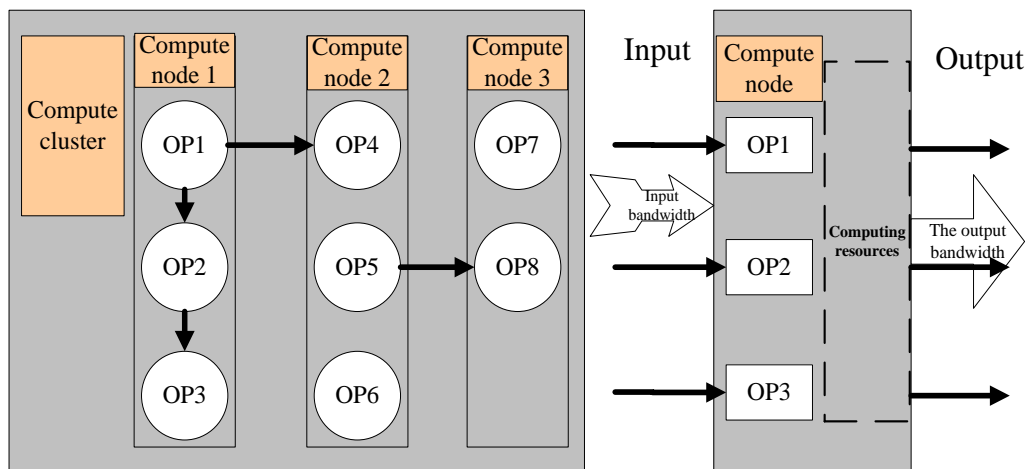 Compute
cluster
Compute
node 1
OP1
OP2
OP3
Compute
node 2
OP4
OP5
OP6
Compute
node 3
OP7
OP8
Input
Input
bandwidth
Compute
node
OP1
OP2
OP3
Computing
resources
Output
The output
bandwidth